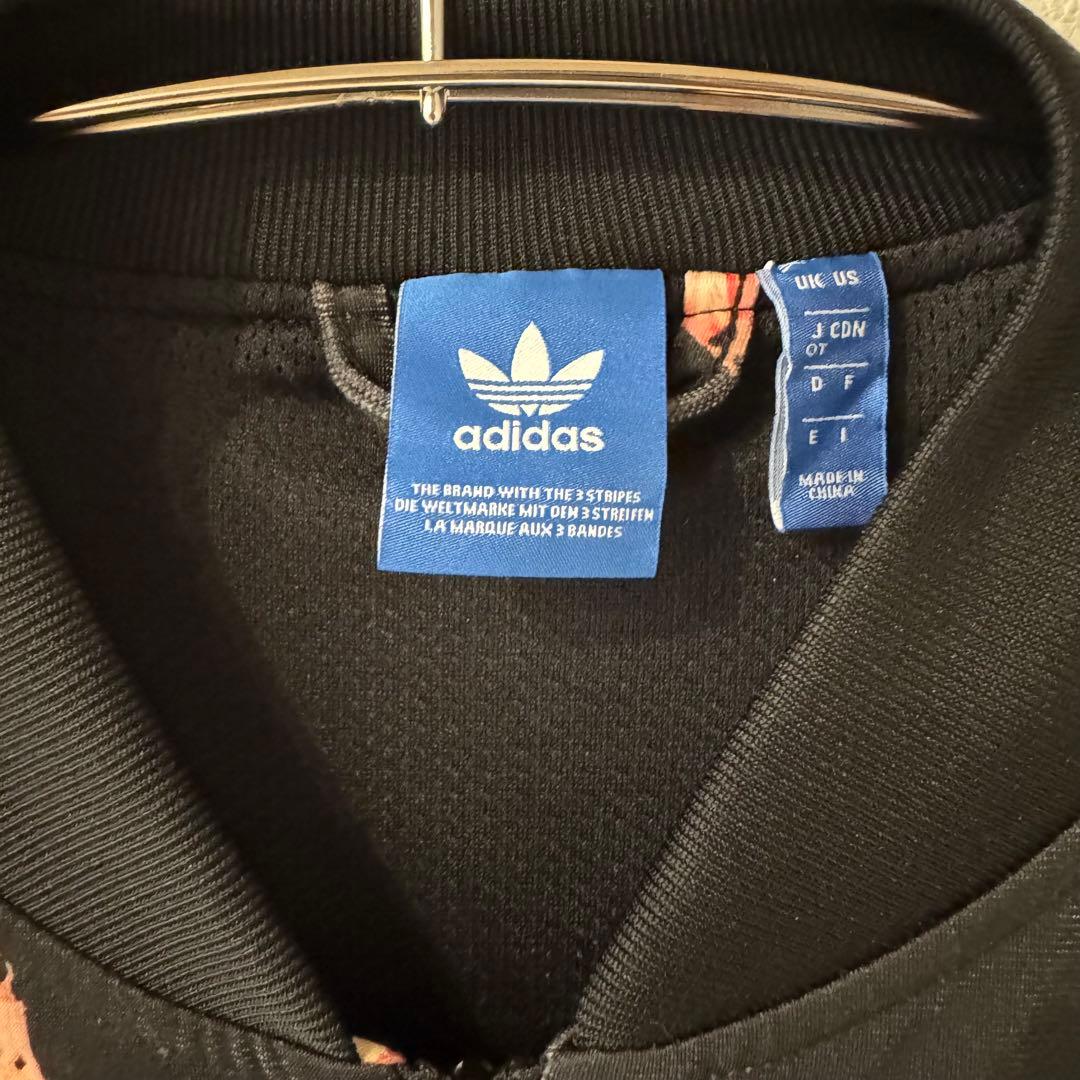 adidas
THE BRAND WITH THE 3 STRIPES
DIE WELTMARKE MIT DEN 3 STREIFEN
LA MARQUE AUX 3 BANDES
UK US
J CDN
OT
D F
E I
MADE IN
CHINA